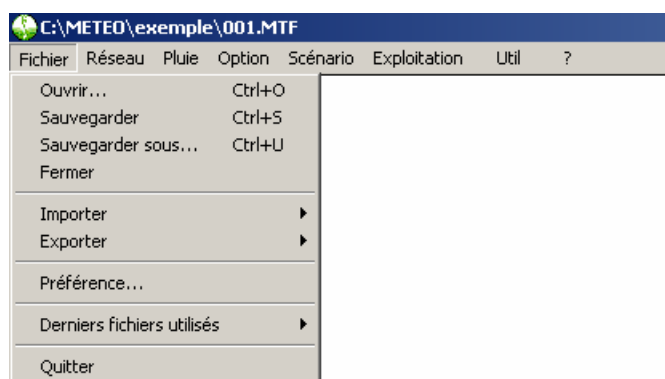 C:\METEO\exemple\001.MTF
Fichier Réseau Pluie Option Scénario Exploitation Util ?
Ouvrir... Ctrl+O
Sauvegarder Ctrl+S
Sauvegarder sous... Ctrl+U
Fermer
Importer
Exporter
Préférence...
Derniers fichiers utilisés
Quitter